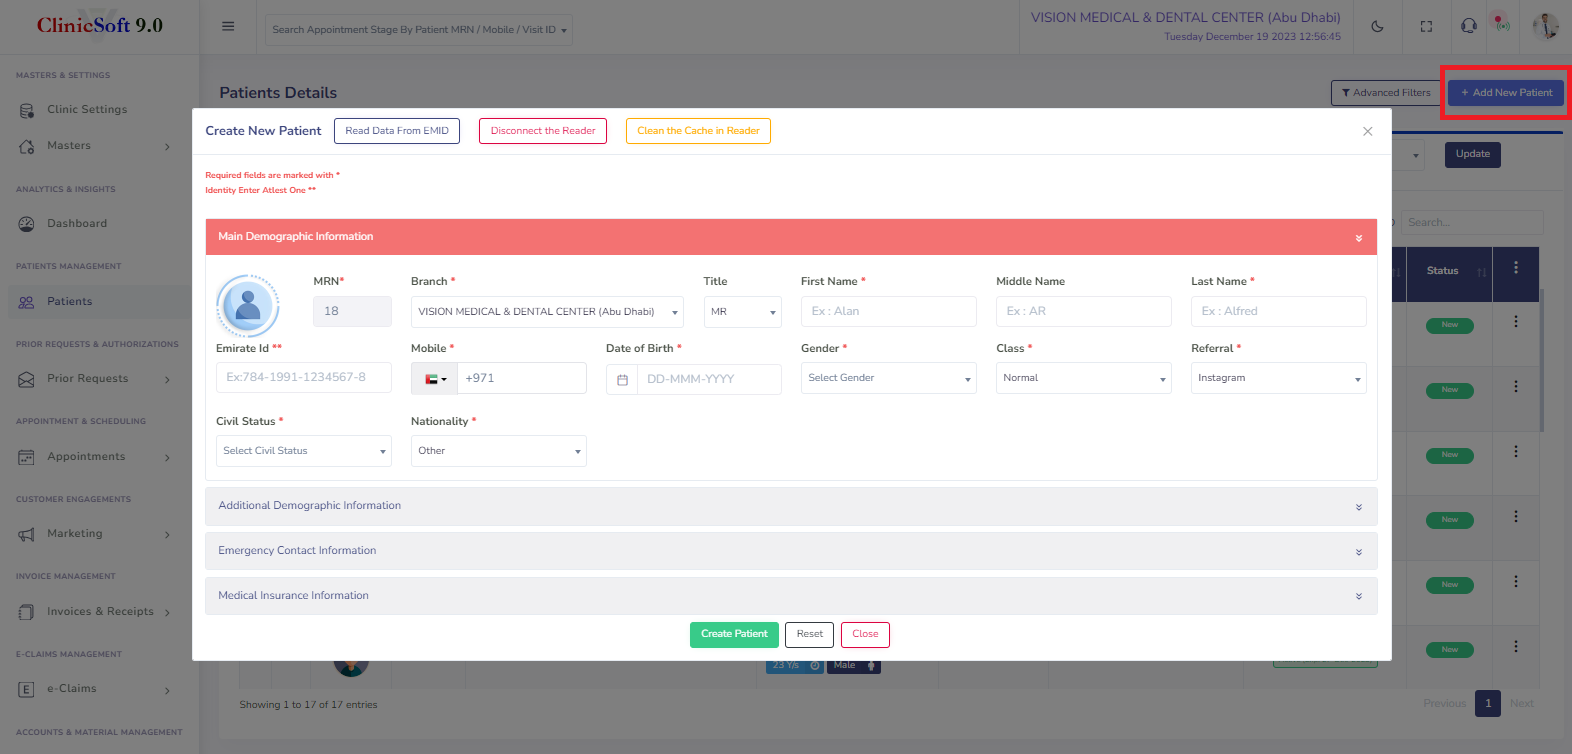 ClinicSoft 9.0
Search Appointment Stage By Patient MRN / Mobile / Visit ID
VISION MEDICAL & DENTAL CENTER (Abu Dhabi)
Tuesday December 19 2023 12:56:45
MASTERS & SETTINGS
Clinic Settings
Masters
ANALYTICS & INSIGHTS
Dashboard
PATIENTS MANAGEMENT
Patients
PRIOR REQUESTS & AUTHORIZATIONS
Prior Requests
APPOINTMENT & SCHEDULING
Appointments
CUSTOMER ENGAGEMENTS
Marketing
INVOICE MANAGEMENT
Invoices & Receipts
E-CLAIMS MANAGEMENT
e-Claims
ACCOUNTS & MATERIAL MANAGEMENT
Patients Details
Advanced Filters
+ Add New Patient
Update
Search...
Status
New
New
New
New
New
New
Create New Patient
Read Data From EMID
Disconnect the Reader
Clean the Cache in Reader
Required fields are marked with *
Identity Enter Atlest One **
Main Demographic Information
MRN* Branch * Title First Name * Middle Name Last Name *
18 VISION MEDICAL & DENTAL CENTER (Abu Dhabi) MR Ex : Alan Ex : AR Ex : Alfred
Emirate Id ** Mobile * Date of Birth * Gender * Class * Referral *
Ex:784-1991-1234567-8 +971 DD-MMM-YYYY Select Gender Normal Instagram
Civil Status * Nationality *
Select Civil Status Other
Additional Demographic Information
Emergency Contact Information
Medical Insurance Information
Create Patient Reset Close
23 Y/s Male
Showing 1 to 17 of 17 entries
Previous 1 Next